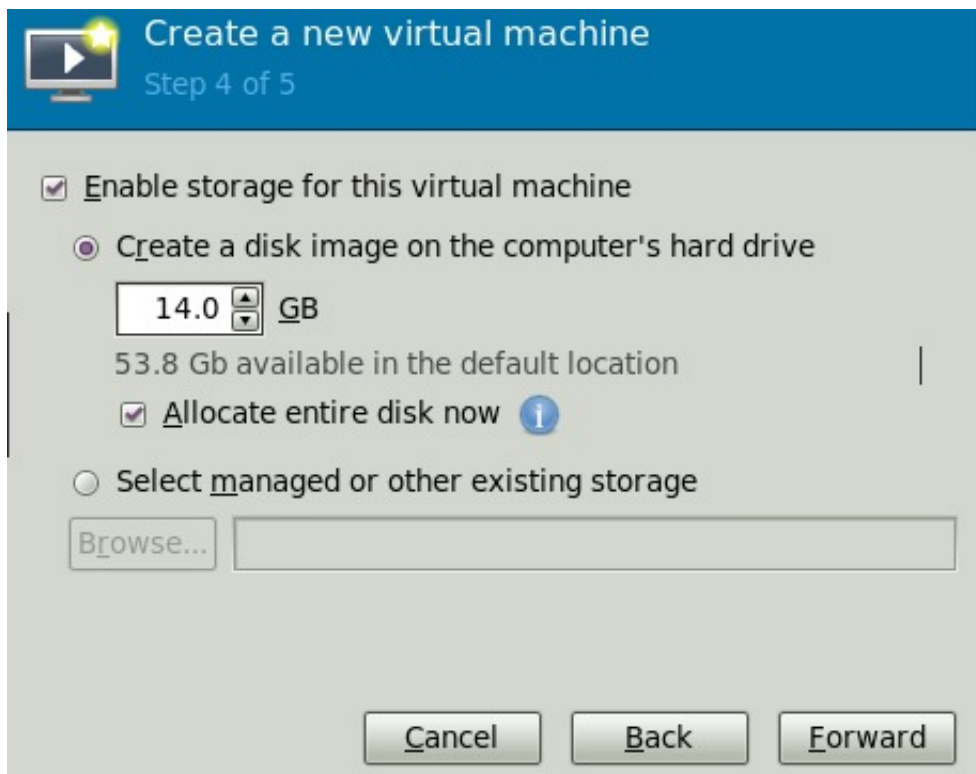 Create a new virtual machine
Step 4 of 5
Enable storage for this virtual machine
Create a disk image on the computer's hard drive
14.0 GB
53.8 Gb available in the default location
Allocate entire disk now
Select managed or other existing storage
Browse...
Cancel Back Forward